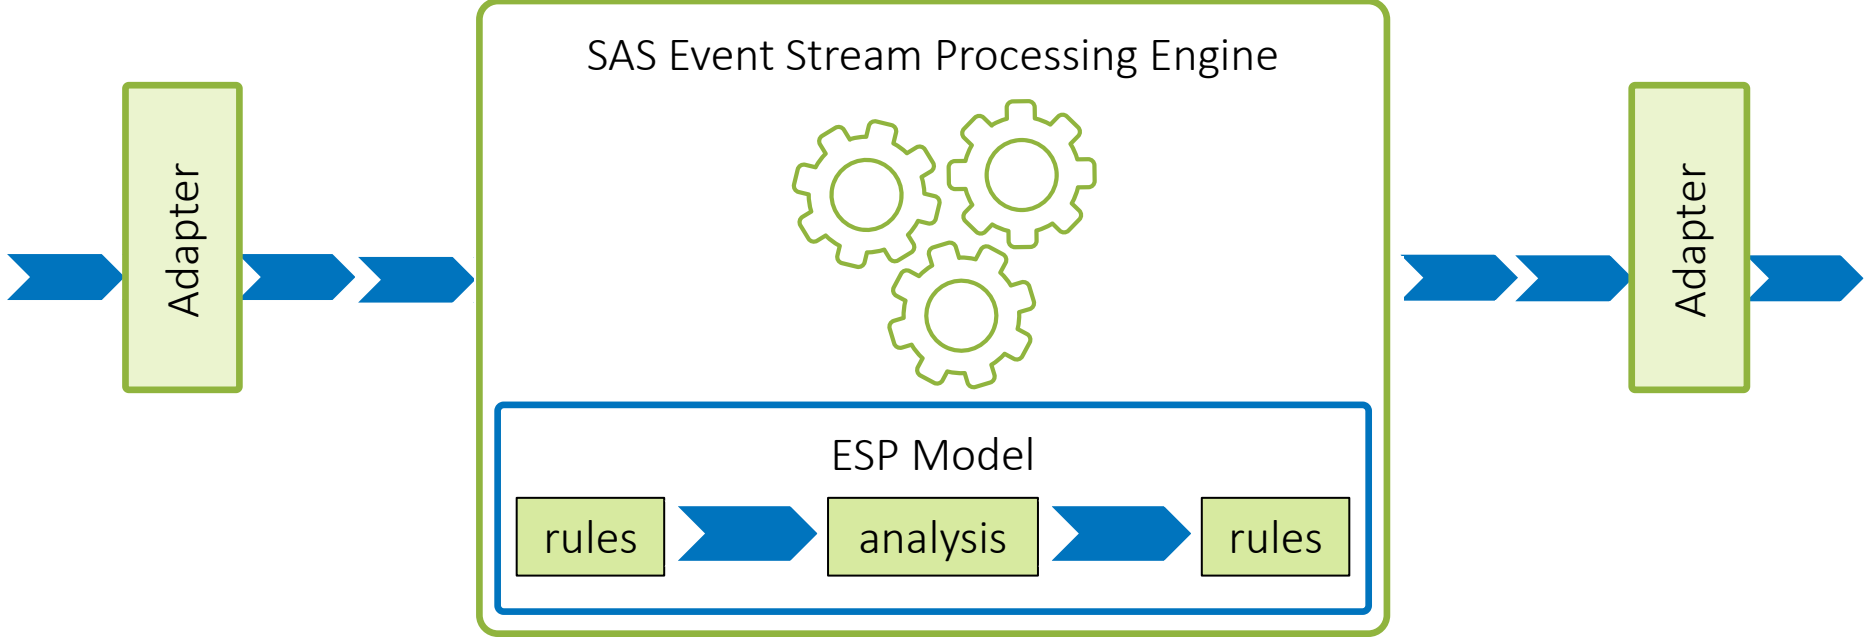 SAS Event Stream Processing Engine
Adapter
Adapter
ESP Model
rules
analysis
rules